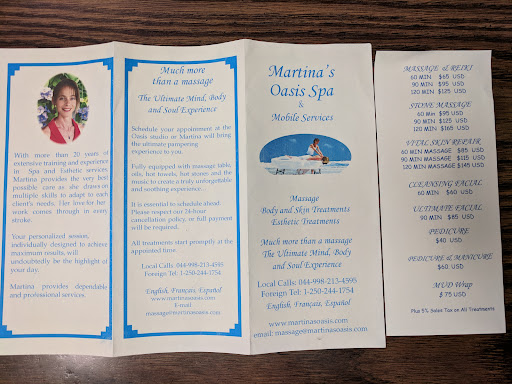 With more than 20 years of
extensive training and experience
in Spa and Esthetic services,
Martina provides the very best
possible care as she draws on
multiple skills to adapt to each
client's needs. Her love for her
work comes through in every
stroke.
Your personalized session,
individually designed to achieve
maximum results, will
undoubtedly be the highlight of
your day.
Martina provides dependable
and professional services.
Much more
than a massage
The Ultimate Mind, Body
and Soul Experience
Schedule your appointment at the
Oasis studio or Martina will bring
the ultimate pampering
experience to you.
Fully equipped with massage table,
oils, hot towels, hot stones and the
music to create a truly unforgettable
and soothing experience..
It is essential to schedule ahead.
Please respect our 24-hour
cancellation policy, or full payment
will be required.
All treatments start promptly at the
appointed time.
Local Calls: 044-998-213-4595
Foreign Tel: 1-250-244-1754
English, Français, Español
www.martinasoasis.com
E-mail
massage@martinasoasis.com
Martina's
Oasis Spa
&
Mobile Services
Massage
Body and Skin Treatments
Esthetic Treatments
Much more than a massage
The Ultimate Mind, Body
and Soul Experience
Local Calls: 044-998-213-4595
Foreign Tel: 1-250-244-1754
English, Français, Español
www.martinasoasis.com
email: massage@martinasoasis.com
MASSAGE & REIKI
60 MIN $65 USD
90 MIN $95 USD
120 MIN $125 USD
STONE MASSAGE
60 MIN $95 USD
90 MIN $125 USD
120 MIN $165 USD
VITAL SKIN REPAIR
60 MIN MASSAGE $85 USD
90 MIN MASSAGE $115 USD
120 MIN MASSAGE $145 USD
CLEANSING FACIAL
60 MIN $60 USD
ULTIMATE FACIAL
90 MIN $85 USD
PEDICURE
$40 USD
PEDICURE & MANICURE
$60 USD
MUD Wrap
$75 USD
Plus 5% Sales Tax on All Treatments